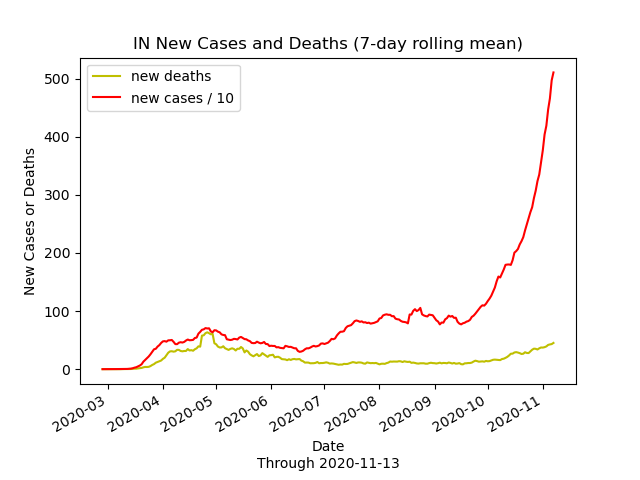 IN New Cases and Deaths (7-day rolling mean)
new deaths
new cases / 10
New Cases or Deaths
500
400
300
200
100
0
2020-03
2020-04
2020-05
2020-06
2020-07
2020-08
2020-09
2020-10
2020-11
Date
Through 2020-11-13